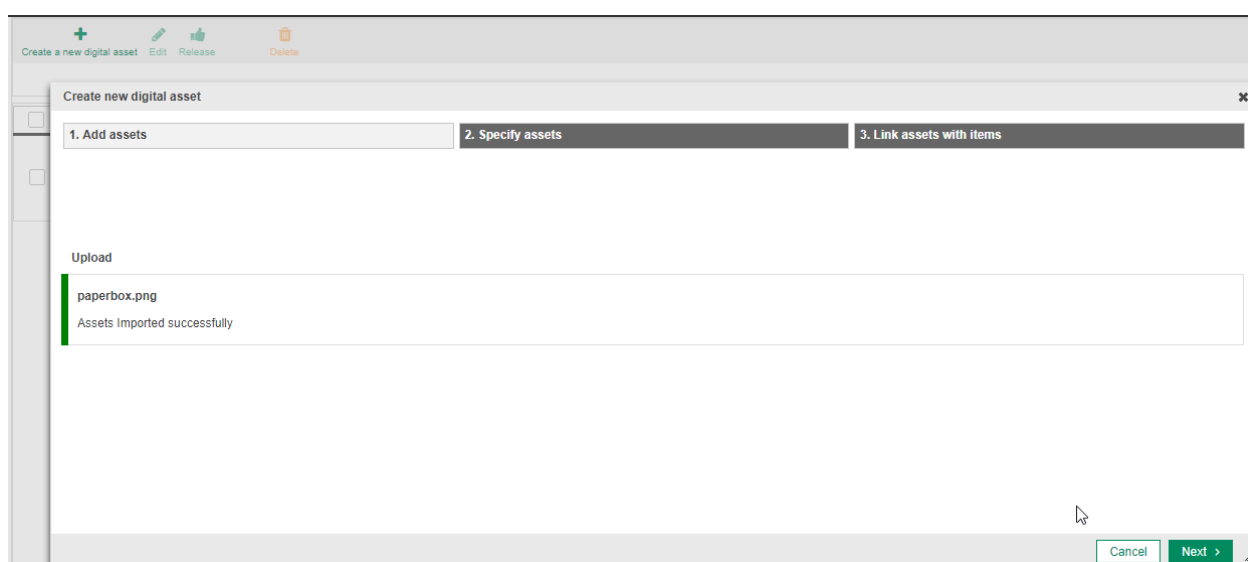 Create a new digital asset Edit Release Delete
Create new digital asset
1. Add assets 2. Specify assets 3. Link assets with items
Upload
paperbox.png
Assets Imported successfully
Cancel Next